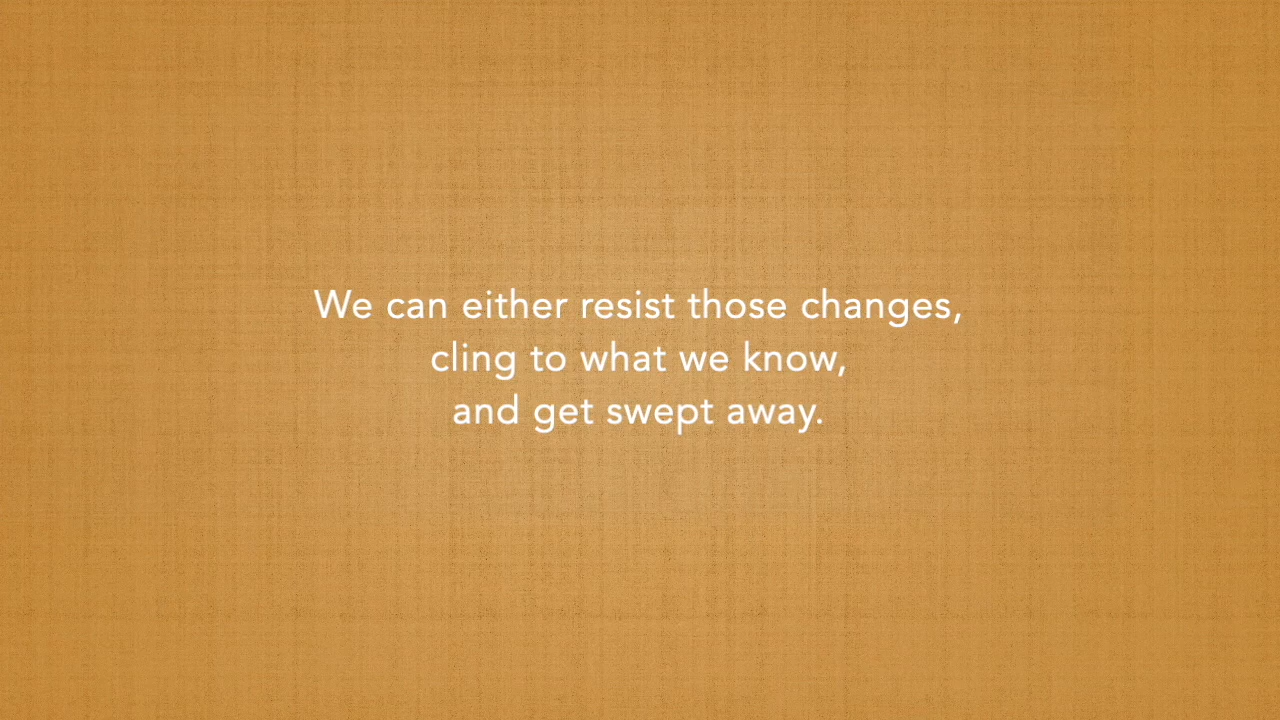 We can either resist those changes,
cling to what we know,
and get swept away.